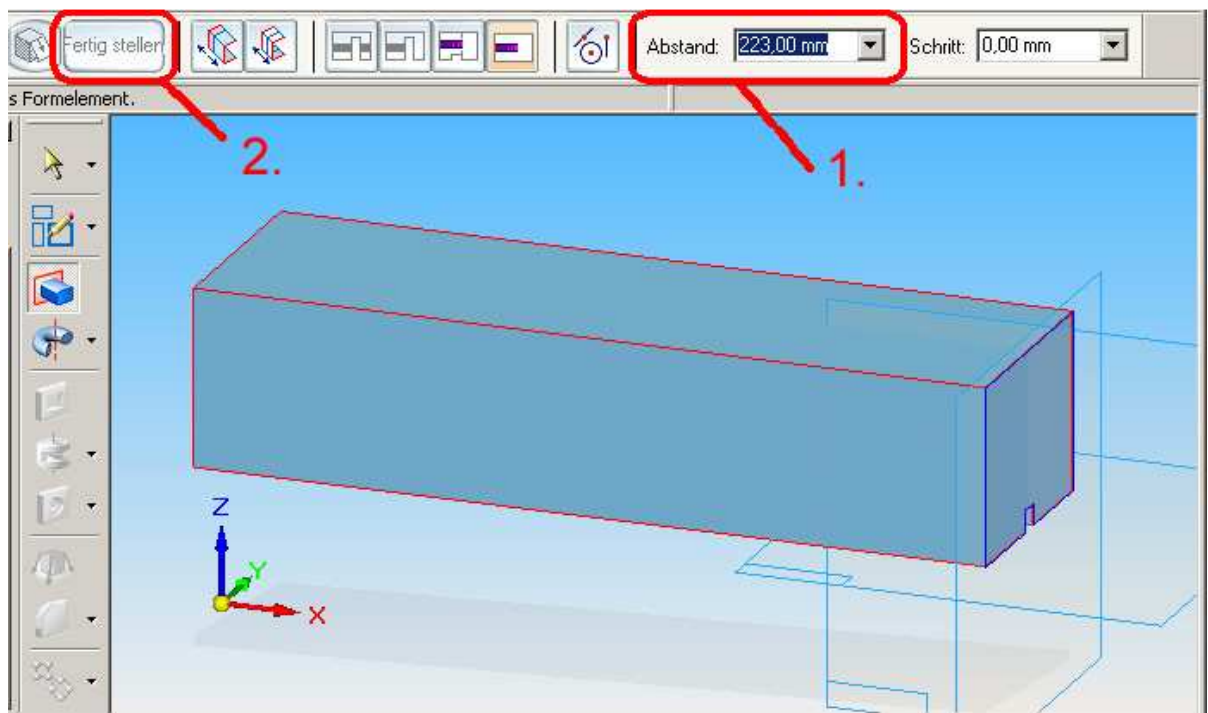 Fertig stellen Abstand: 223,00 mm Schritt: 0,00 mm
s Formelement.
2.
1.
Z
Y
X